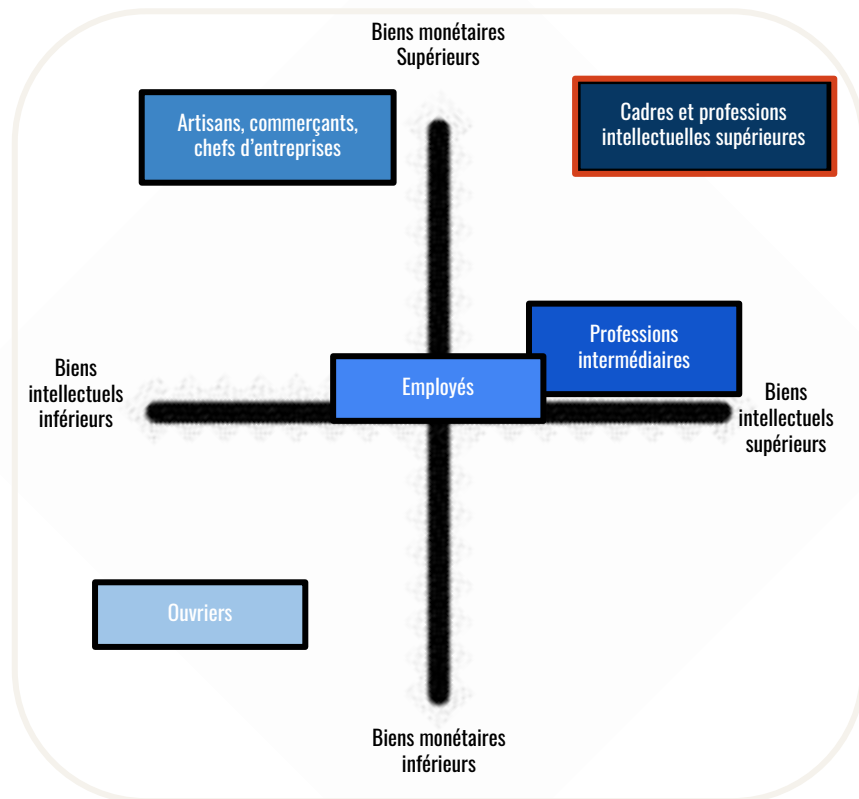 Biens monétaires
Supérieurs
Artisans, commerçants,
chefs d'entreprises
Cadres et professions
intellectuelles supérieures
Professions
intermédiaires
Biens
intellectuels
inférieurs
Employés
Biens
intellectuels
supérieurs
Ouvriers
Biens monétaires
inférieurs